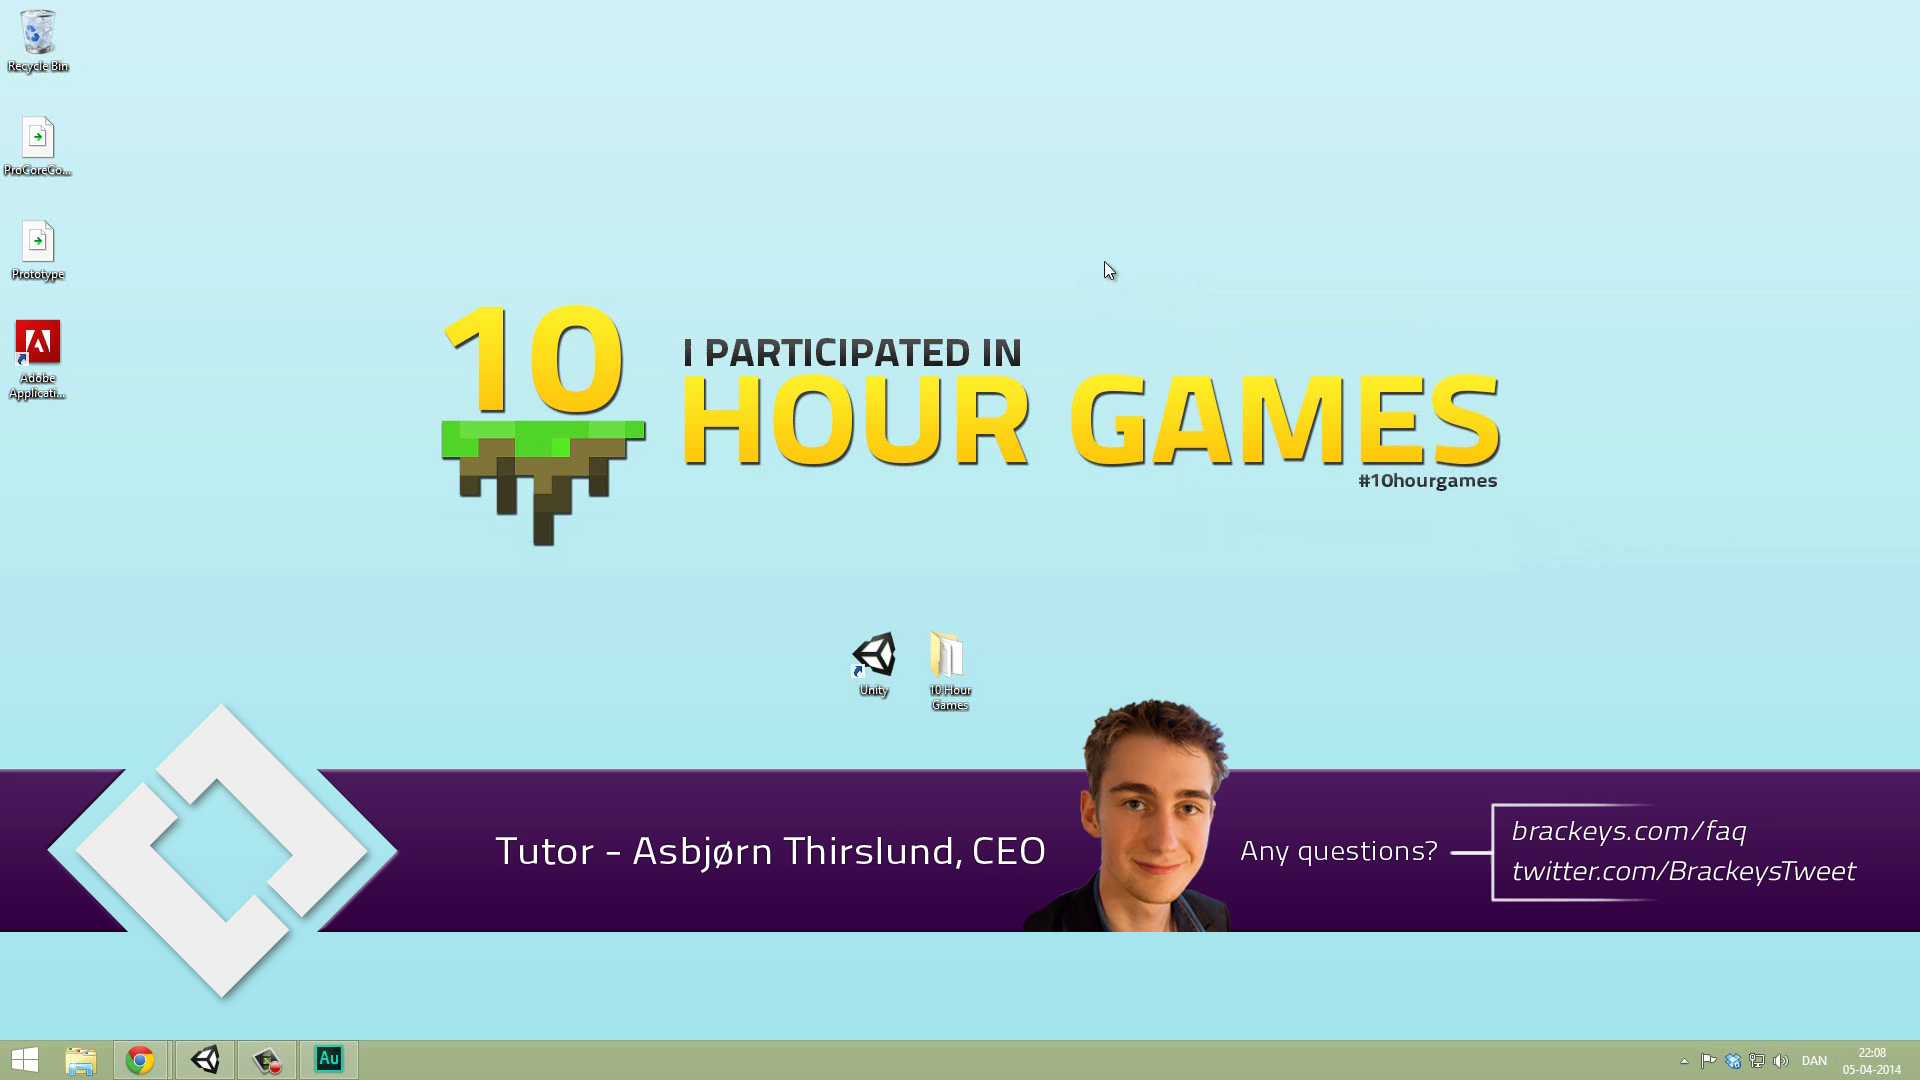 Recycle Bin
ProCoreCo...
Prototype
Adobe
Applicati...
10
I PARTICIPATED IN
HOUR GAMES
#10hourgames
Unity
10 Hour
Games
Tutor - Asbjørn Thirslund, CEO
Any questions?
brackeys.com/faq
twitter.com/BrackeysTweet
Au
DAN
22:08
05-04-2014